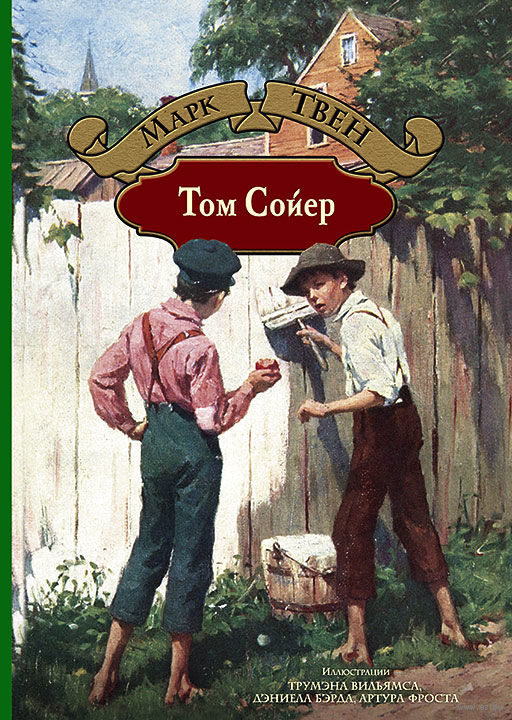 Марк Твен
Том Сойер
Иллюстрации
Трумэна Вильямса,
Дэниела Бэрда, Артура Фроста